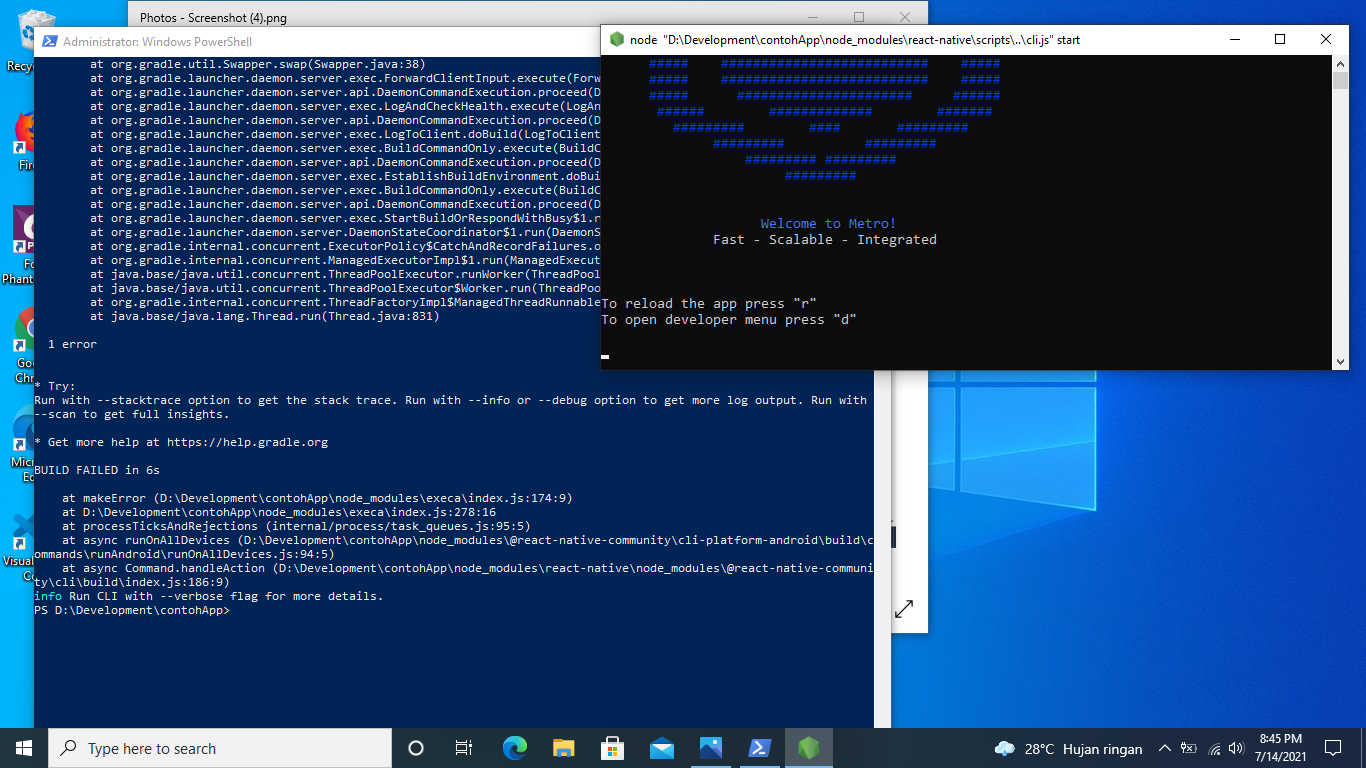 Photos - Screenshot (4).png
Administrator: Windows PowerShell
at org.gradle.util.Swapper.swap(Swapper.java:38)
at org.gradle.launcher.daemon.server.exec.ForwardClientInput.execute(Forw
at org.gradle.launcher.daemon.server.api.DaemonCommandExecution.proceed(D
at org.gradle.launcher.daemon.server.exec.LogAndCheckHealth.execute(LogAn
at org.gradle.launcher.daemon.server.api.DaemonCommandExecution.proceed(D
at org.gradle.launcher.daemon.server.exec.LogToClient.doBuild(LogToClient
at org.gradle.launcher.daemon.server.exec.BuildCommandOnly.execute(BuildC
at org.gradle.launcher.daemon.server.api.DaemonCommandExecution.proceed(D
at org.gradle.launcher.daemon.server.exec.EstablishBuildEnvironment.doBui
at org.gradle.launcher.daemon.server.exec.BuildCommandOnly.execute(BuildC
at org.gradle.launcher.daemon.server.api.DaemonCommandExecution.proceed(D
at org.gradle.launcher.daemon.server.exec.StartBuildOrRespondWithBusy$1.r
at org.gradle.launcher.daemon.server.DaemonStateCoordinator$1.run(DaemonS
at org.gradle.internal.concurrent.ExecutorPolicy$CatchAndRecordFailures.o
at org.gradle.internal.concurrent.ManagedExecutorImpl$1.run(ManagedExecut
at java.base/java.util.concurrent.ThreadPoolExecutor.runWorker(ThreadPool
at java.base/java.util.concurrent.ThreadPoolExecutor$Worker.run(ThreadPoo
at org.gradle.internal.concurrent.ThreadFactoryImpl$ManagedThreadRunnable
at java.base/java.lang.Thread.run(Thread.java:831)
1 error
* Try:
Run with --stacktrace option to get the stack trace. Run with --info or --debug option to get more log output. Run with
--scan to get full insights.
* Get more help at https://help.gradle.org
BUILD FAILED in 6s
at makeError (D:\Development\contohApp\node_modules\execa\index.js:174:9)
at D:\Development\contohApp\node_modules\execa\index.js:278:16
at processTicksAndRejections (internal/process/task_queues.js:95:5)
at async runOnAllDevices (D:\Development\contohApp\node_modules\@react-native-community\cli-platform-android\build\c
ommands\runAndroid\runOnAllDevices.js:94:5)
at async Command.handleAction (D:\Development\contohApp\node_modules\react-native\node_modules\@react-native-communi
ty\cli\build\index.js:186:9)
info Run CLI with --verbose flag for more details.
PS D:\Development\contohApp>
node "D:\Development\contohApp\node_modules\react-native\scripts\..\cli.js" start
##### ########################## #####
##### ########################## #####
##### ###################### ######
###### ############# #######
######### #### #########
######### #########
######### #########
#########
Welcome to Metro!
Fast - Scalable - Integrated
To reload the app press "r"
To open developer menu press "d"
Type here to search
28°C Hujan ringan
8:45 PM
7/14/2021